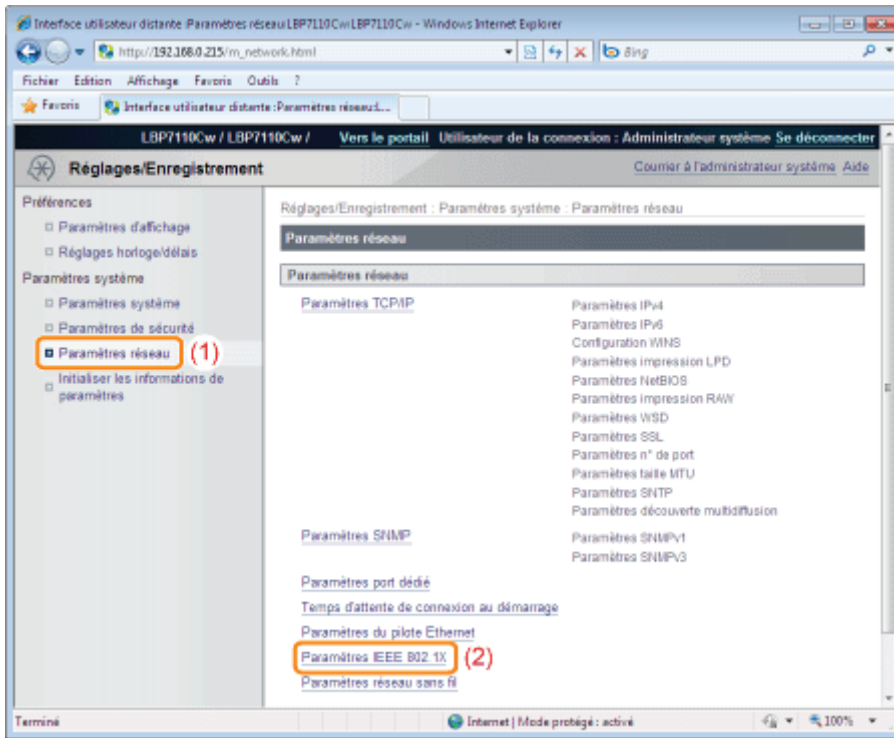 Interface utilisateur distante :Paramètres réseau:LBP7110Cw:LBP7110Cw - Windows Internet Explorer
http://192.168.0.215/m_network.html
Bing
Fichier Edition Affichage Favoris Outils ?
Favoris
Interface utilisateur distante :Paramètres réseau:L...
LBP7110Cw / LBP7110Cw /
Vers le portail Utilisateur de la connexion : Administrateur système Se déconnecter
Réglages/Enregistrement
Courrier à l'administrateur système Aide
Préférences
Paramètres d'affichage
Réglages horloge/délais
Paramètres système
Paramètres système
Paramètres de sécurité
Paramètres réseau
(1)
Initialiser les informations de
paramètres
Réglages/Enregistrement : Paramètres système : Paramètres réseau
Paramètres réseau
Paramètres réseau
Paramètres TCP/IP
Paramètres IPv4
Paramètres IPv6
Configuration WINS
Paramètres impression LPD
Paramètres NetBIOS
Paramètres impression RAW
Paramètres WSD
Paramètres SSL
Paramètres n° de port
Paramètres taille MTU
Paramètres SNTP
Paramètres découverte multidiffusion
Paramètres SNMP
Paramètres SNMPv1
Paramètres SNMPv3
Paramètres port dédié
Temps d'attente de connexion au démarrage
Paramètres du pilote Ethernet
Paramètres IEEE 802.1X
(2)
Paramètres réseau sans fil
Terminé
Internet | Mode protégé : activé
100%